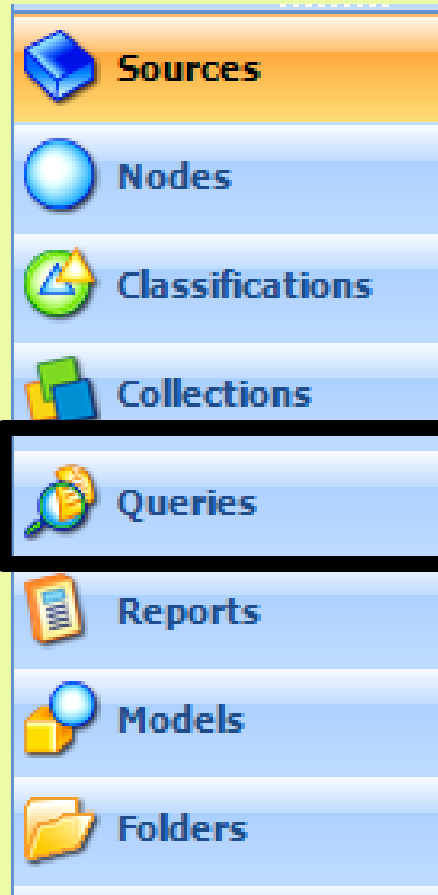 Sources
Nodes
Classifications
Collections
Queries
Reports
Models
Folders